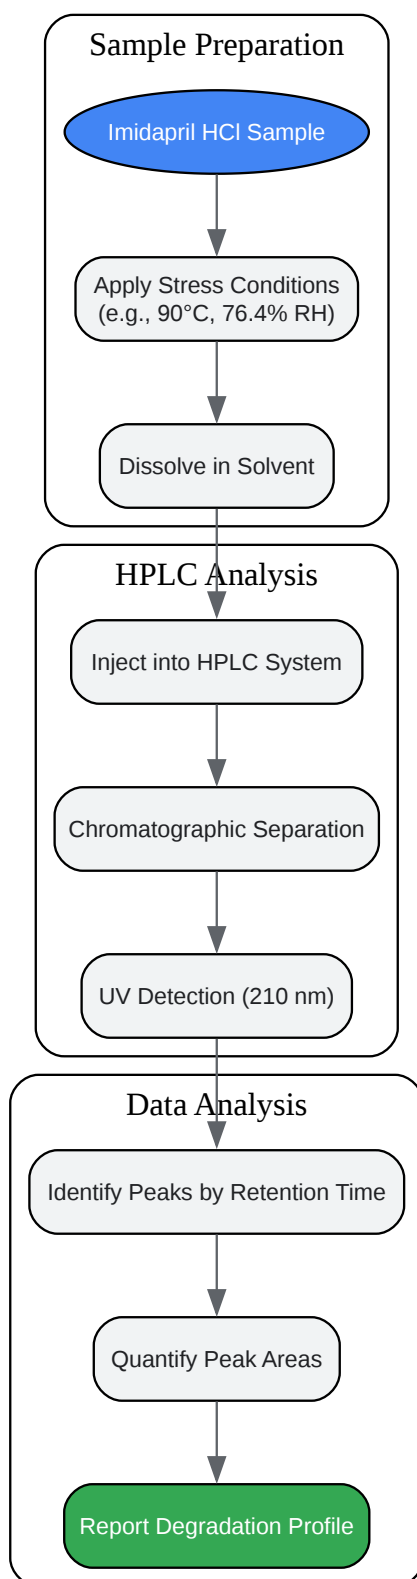 Sample Preparation
Imidapril HCl Sample
Apply Stress Conditions
(e.g., 90°C, 76.4% RH)
Dissolve in Solvent
HPLC Analysis
Inject into HPLC System
Chromatographic Separation
UV Detection (210 nm)
Data Analysis
Identify Peaks by Retention Time
Quantify Peak Areas
Report Degradation Profile